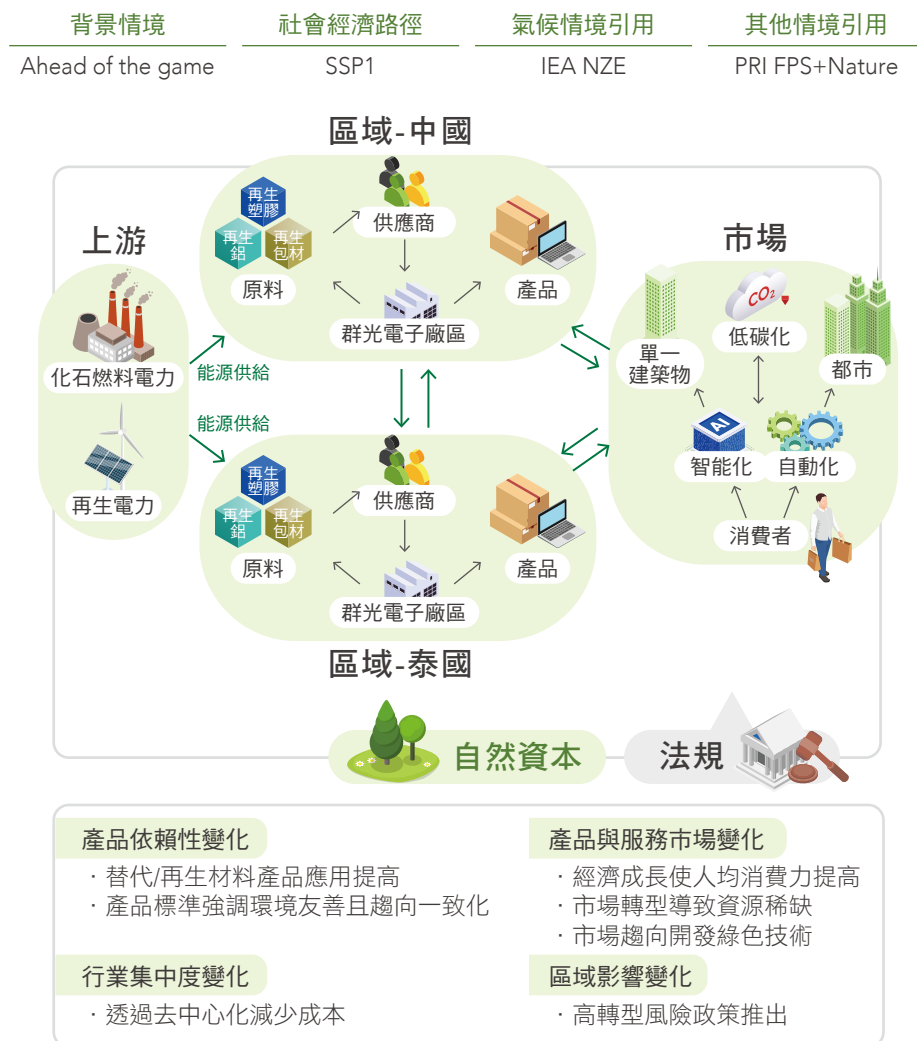 背景情境
社會經濟路徑
氣候情境引用
其他情境引用
Ahead of the game
SSP1
IEA NZE
PRI FPS+Nature
區域-中國
上游
化石燃料電力
再生電力
能源供給
能源供給
再生
塑膠
再生
鋁
再生
包材
原料
供應商
群光電子廠區
產品
再生
塑膠
再生
鋁
再生
包材
原料
供應商
群光電子廠區
產品
區域-泰國
市場
單一
建築物
CO2
低碳化
都市
AI
智能化
自動化
消費者
自然資本
法規
產品依賴性變化
· 替代/再生材料產品應用提高
· 產品標準強調環境友善且趨向一致化
產品與服務市場變化
· 經濟成長使人均消費力提高
· 市場轉型導致資源稀缺
· 市場趨向開發綠色技術
行業集中度變化
· 透過去中心化減少成本
區域影響變化
· 高轉型風險政策推出